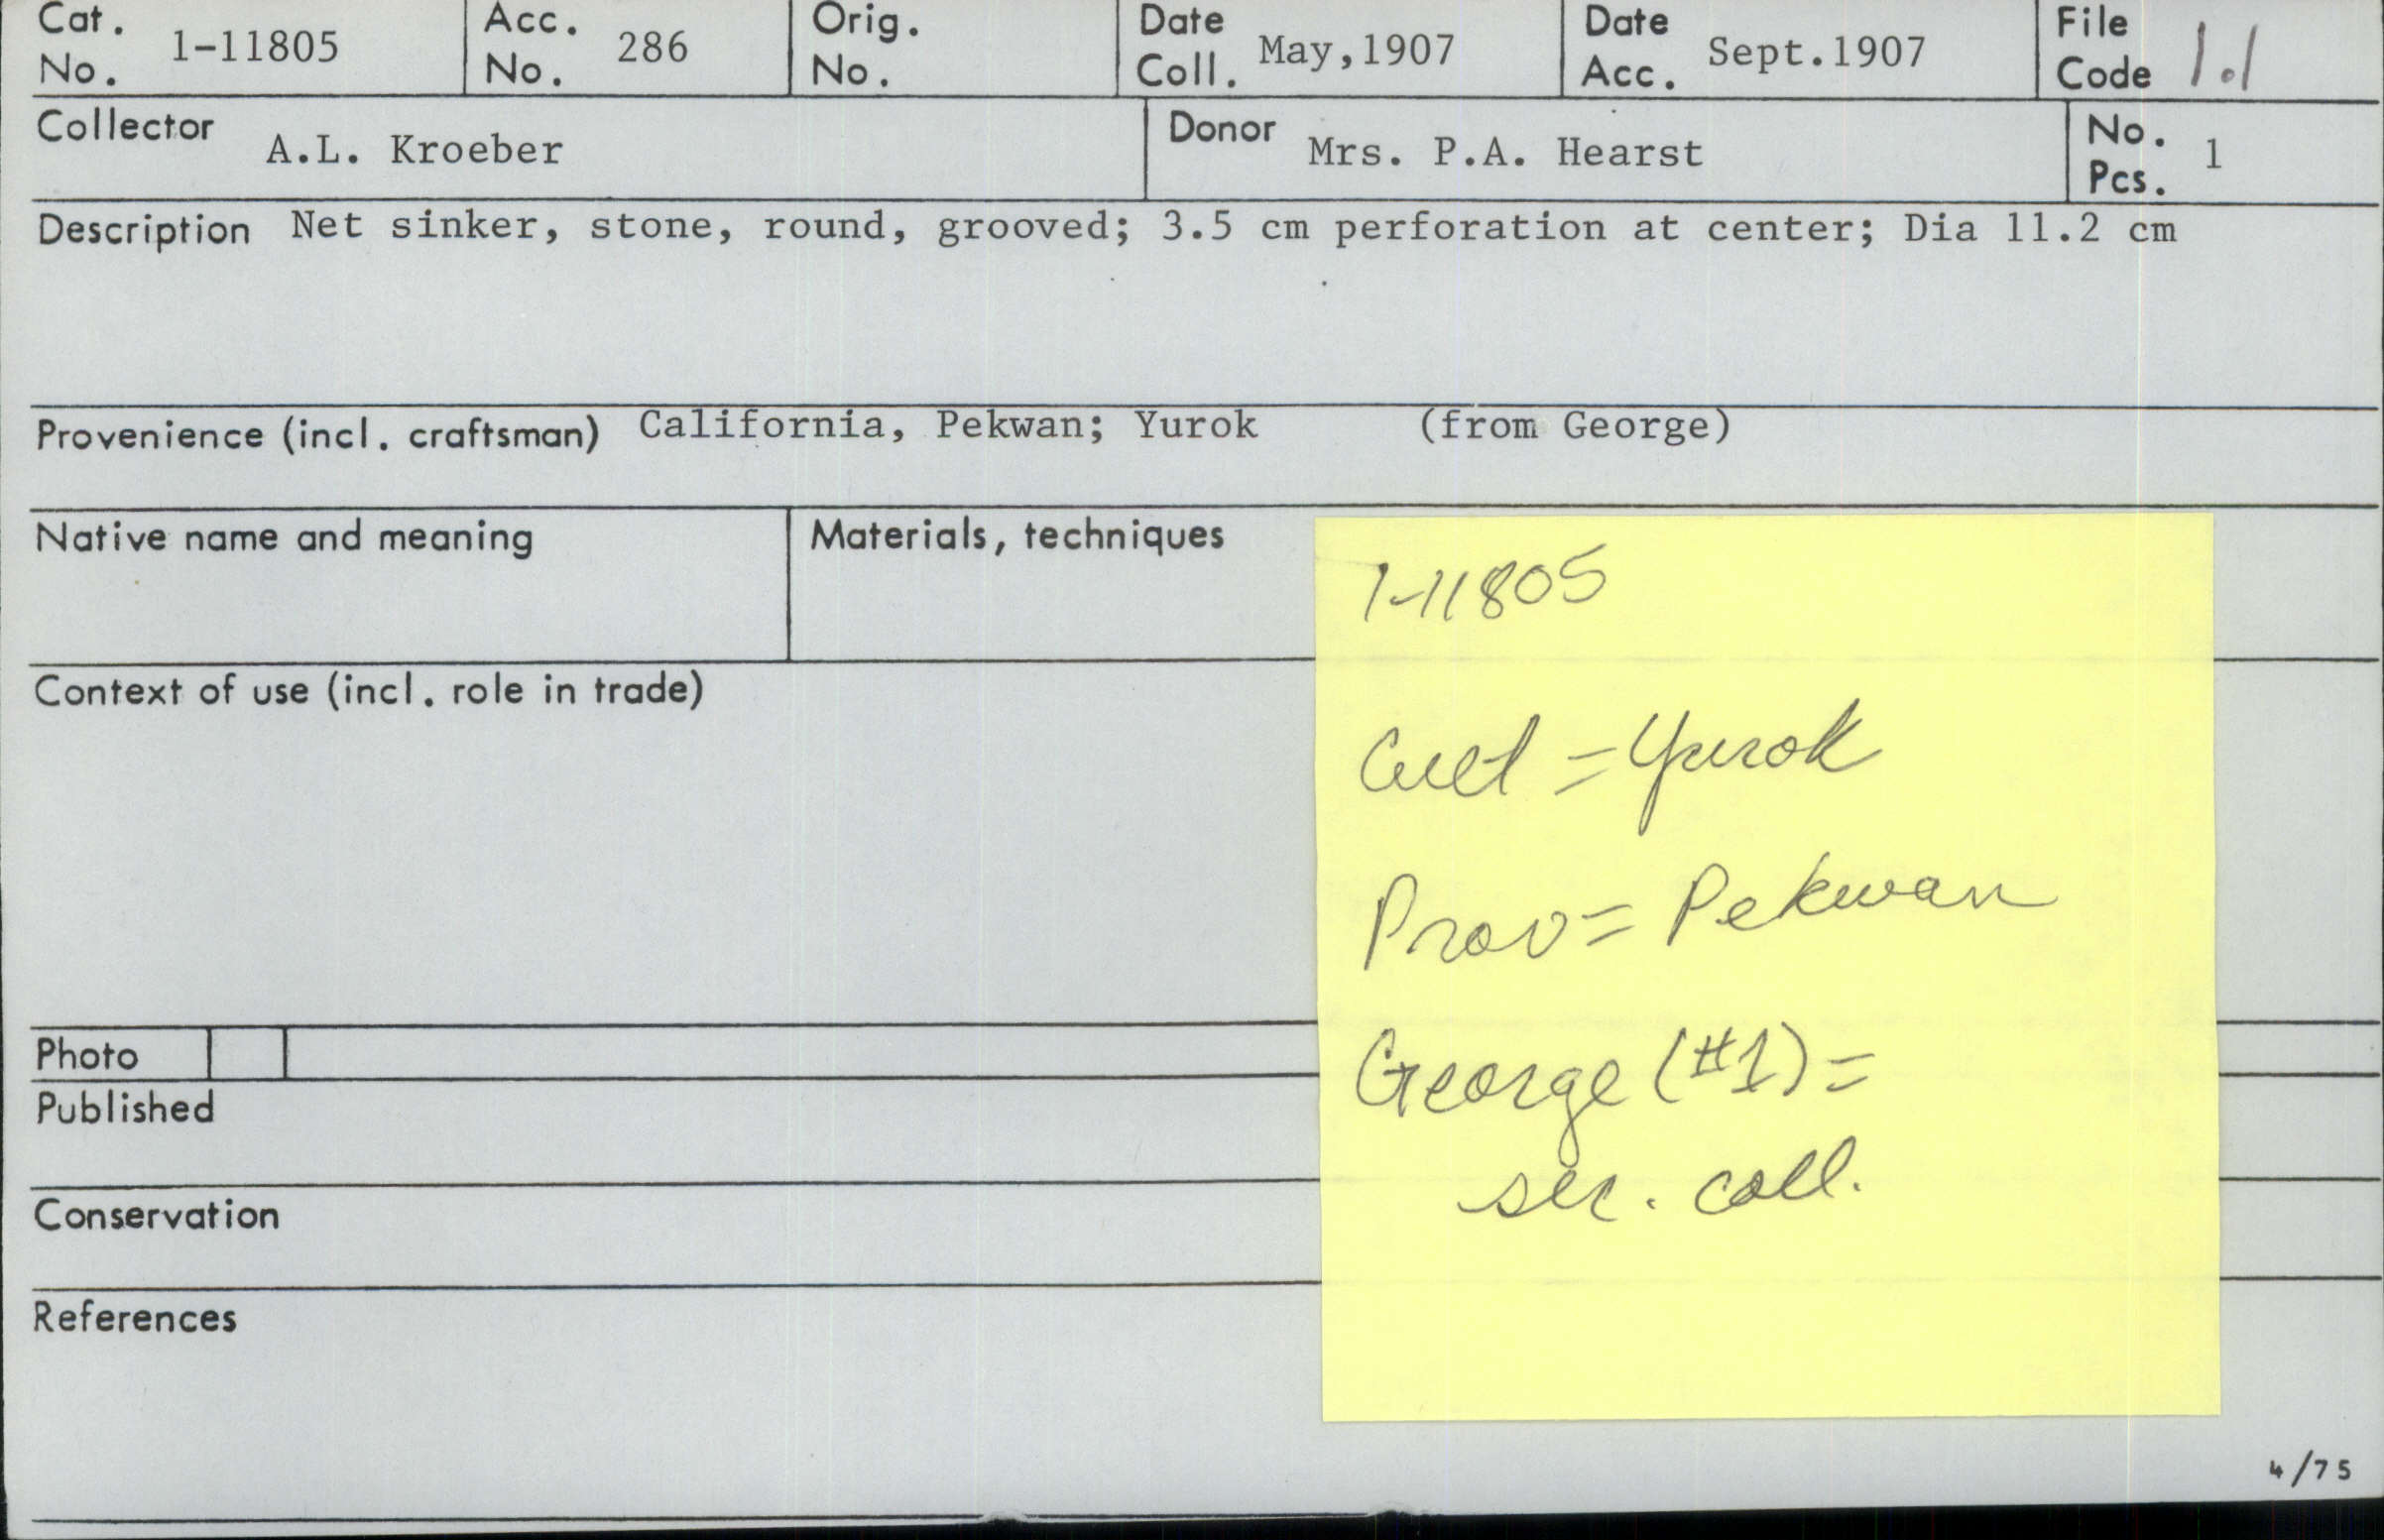 Cat. No. 1-11805 Acc. No. 286 Orig. No. Date Coll. May,1907 Date Acc. Sept.1907 File Code 1.1
Collector A.L. Kroeber Donor Mrs. P.A. Hearst No. Pcs. 1
Description Net sinker, stone, round, grooved; 3.5 cm perforation at center; Dia 11.2 cm
Provenience (incl. craftsman) California, Pekwan; Yurok (from George)
Native name and meaning Materials, techniques
Context of use (incl. role in trade)
Photo
Published
Conservation
References
1-11805
Cult = Yurok
Prov = Pekwan
George (#1) =
sec. coll.
4/75